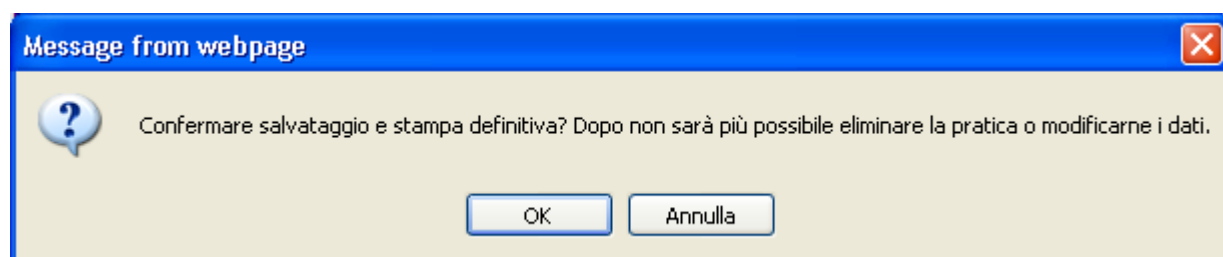 Message from webpage
Confermare salvataggio e stampa definitiva? Dopo non sarà più possibile eliminare la pratica o modificarne i dati.
OK
Annulla